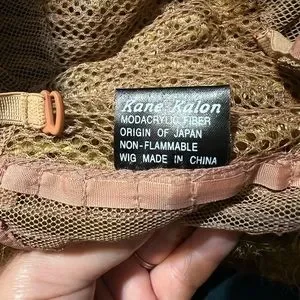 Kane Kalon
MODACRYLIC FIBER
ORIGIN OF JAPAN
NON-FLAMMABLE
WIG MADE IN CHINA